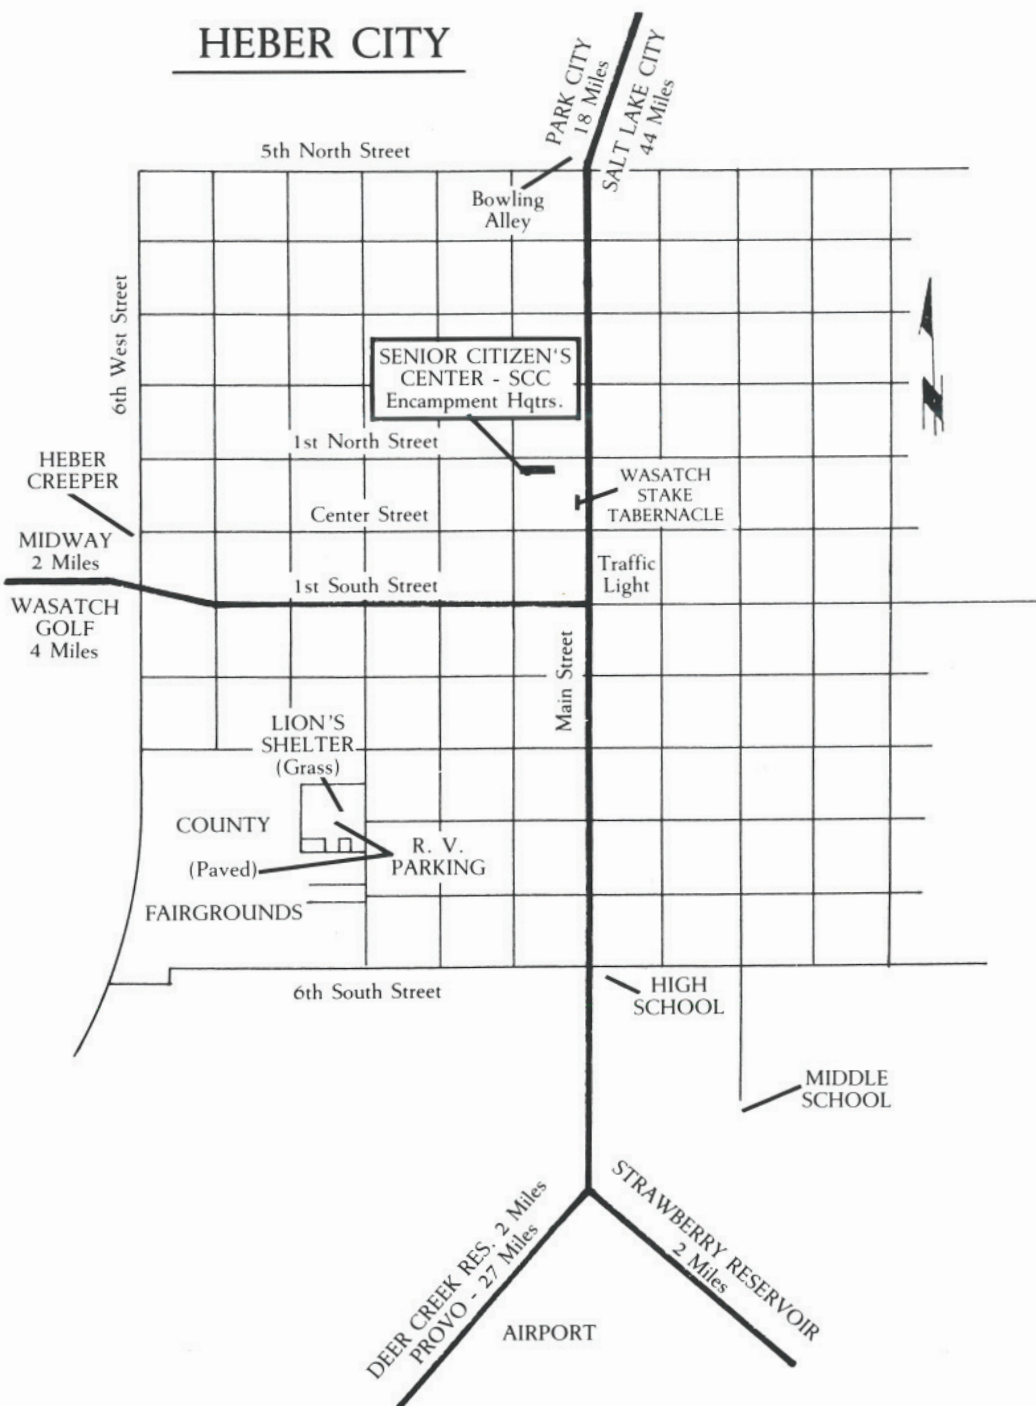 HEBER CITY
PARK CITY
18 Miles
SALT LAKE CITY
44 Miles
5th North Street
Bowling
Alley
6th West Street
SENIOR CITIZEN'S
CENTER - SCC
Encampment Hqtrs.
1st North Street
HEBER
CREEPER
WASATCH
STAKE
TABERNACLE
Center Street
MIDWAY
2 Miles
Traffic
Light
1st South Street
WASATCH
GOLF
4 Miles
Main Street
LION'S
SHELTER
(Grass)
COUNTY
(Paved)
R. V.
PARKING
FAIRGROUNDS
6th South Street
HIGH
SCHOOL
MIDDLE
SCHOOL
DEER CREEK RES. 2 Miles
PROVO - 27 Miles
STRAWBERRY RESERVOIR
2 Miles
AIRPORT
N